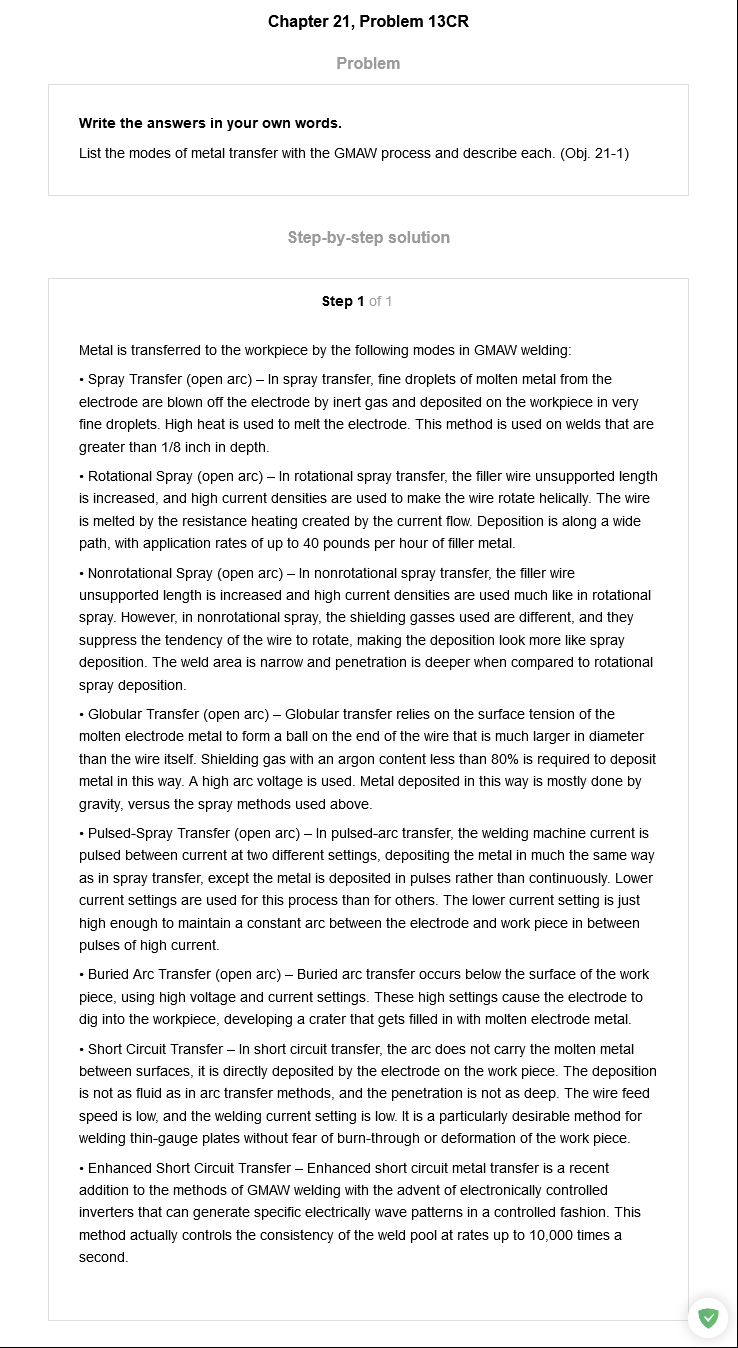 Chapter 21, Problem 13CR
Problem
Write the answers in your own words.
List the modes of metal transfer with the GMAW process and describe each. (Obj. 21-1)
Step-by-step solution
Step 1 of 1
Metal is transferred to the workpiece by the following modes in GMAW welding:
• Spray Transfer (open arc) – In spray transfer, fine droplets of molten metal from the
electrode are blown off the electrode by inert gas and deposited on the workpiece in very
fine droplets. High heat is used to melt the electrode. This method is used on welds that are
greater than 1/8 inch in depth.
• Rotational Spray (open arc) – In rotational spray transfer, the filler wire unsupported length
is increased, and high current densities are used to make the wire rotate helically. The wire
is melted by the resistance heating created by the current flow. Deposition is along a wide
path, with application rates of up to 40 pounds per hour of filler metal.
• Nonrotational Spray (open arc) – In nonrotational spray transfer, the filler wire
unsupported length is increased and high current densities are used much like in rotational
spray. However, in nonrotational spray, the shielding gasses used are different, and they
suppress the tendency of the wire to rotate, making the deposition look more like spray
deposition. The weld area is narrow and penetration is deeper when compared to rotational
spray deposition.
• Globular Transfer (open arc) – Globular transfer relies on the surface tension of the
molten electrode metal to form a ball on the end of the wire that is much larger in diameter
than the wire itself. Shielding gas with an argon content less than 80% is required to deposit
metal in this way. A high arc voltage is used. Metal deposited in this way is mostly done by
gravity, versus the spray methods used above.
• Pulsed-Spray Transfer (open arc) – In pulsed-arc transfer, the welding machine current is
pulsed between current at two different settings, depositing the metal in much the same way
as in spray transfer, except the metal is deposited in pulses rather than continuously. Lower
current settings are used for this process than for others. The lower current setting is just
high enough to maintain a constant arc between the electrode and work piece in between
pulses of high current.
• Buried Arc Transfer (open arc) – Buried arc transfer occurs below the surface of the work
piece, using high voltage and current settings. These high settings cause the electrode to
dig into the workpiece, developing a crater that gets filled in with molten electrode metal.
• Short Circuit Transfer – In short circuit transfer, the arc does not carry the molten metal
between surfaces, it is directly deposited by the electrode on the work piece. The deposition
is not as fluid as in arc transfer methods, and the penetration is not as deep. The wire feed
speed is low, and the welding current setting is low. It is a particularly desirable method for
welding thin-gauge plates without fear of burn-through or deformation of the work piece.
• Enhanced Short Circuit Transfer – Enhanced short circuit metal transfer is a recent
addition to the methods of GMAW welding with the advent of electronically controlled
inverters that can generate specific electrically wave patterns in a controlled fashion. This
method actually controls the consistency of the weld pool at rates up to 10,000 times a
second.